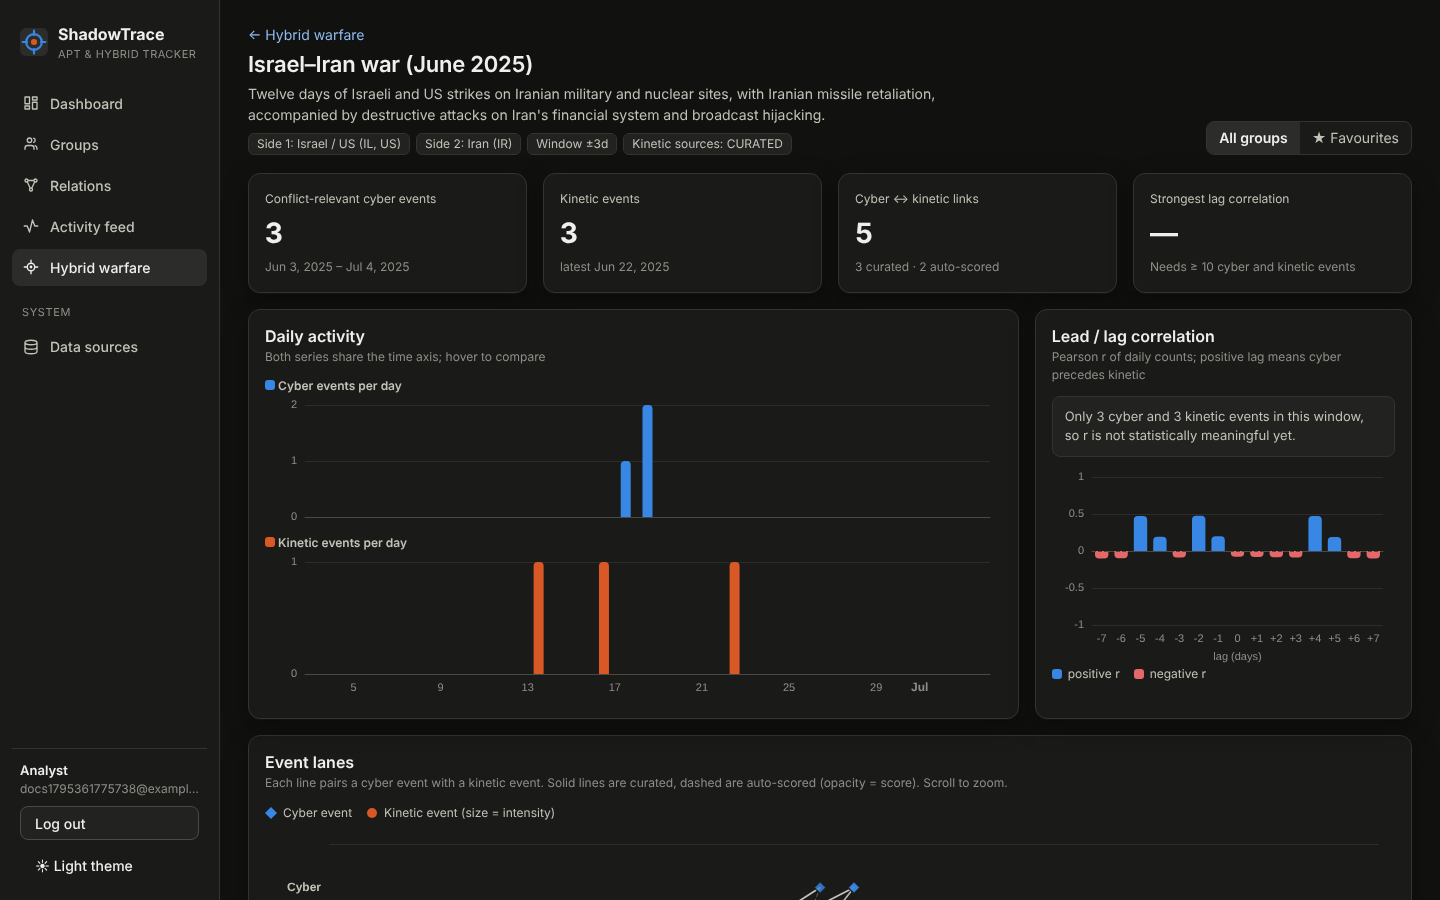 ShadowTrace
APT & HYBRID TRACKER
Dashboard
Groups
Relations
Activity feed
Hybrid warfare
SYSTEM
Data sources
Analyst
docs1795361775738@exampl...
Log out
☀ Light theme
← Hybrid warfare
Israel–Iran war (June 2025)
Twelve days of Israeli and US strikes on Iranian military and nuclear sites, with Iranian missile retaliation,
accompanied by destructive attacks on Iran's financial system and broadcast hijacking.
Side 1: Israel / US (IL, US)
Side 2: Iran (IR)
Window ±3d
Kinetic sources: CURATED
All groups
★ Favourites
Conflict-relevant cyber events
3
Jun 3, 2025 – Jul 4, 2025
Kinetic events
3
latest Jun 22, 2025
Cyber ↔ kinetic links
5
3 curated · 2 auto-scored
Strongest lag correlation
—
Needs ≥ 10 cyber and kinetic events
Daily activity
Both series share the time axis; hover to compare
Cyber events per day
2
1
0
Kinetic events per day
1
0
5 9 13 17 21 25 29 Jul
Lead / lag correlation
Pearson r of daily counts; positive lag means cyber
precedes kinetic
Only 3 cyber and 3 kinetic events in this window,
so r is not statistically meaningful yet.
1
0.5
0
-0.5
-1
-7 -6 -5 -4 -3 -2 -1 0 +1 +2 +3 +4 +5 +6 +7
lag (days)
positive r
negative r
Event lanes
Each line pairs a cyber event with a kinetic event. Solid lines are curated, dashed are auto-scored (opacity = score). Scroll to zoom.
Cyber event
Kinetic event (size = intensity)
Cyber